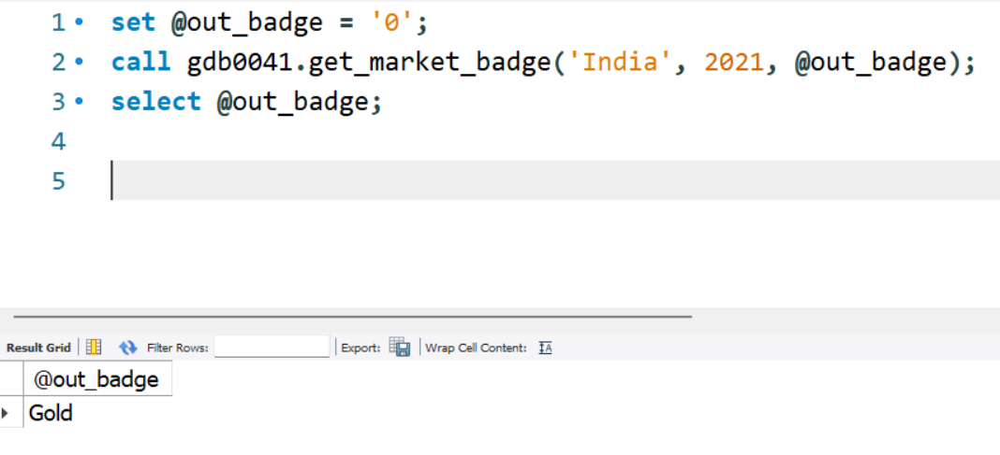 1 set @out_badge = '0';
2 call gdb0041.get_market_badge('India', 2021, @out_badge);
3 select @out_badge;
4
5
Result Grid Filter Rows: Export: Wrap Cell Content: IA
@out_badge
Gold